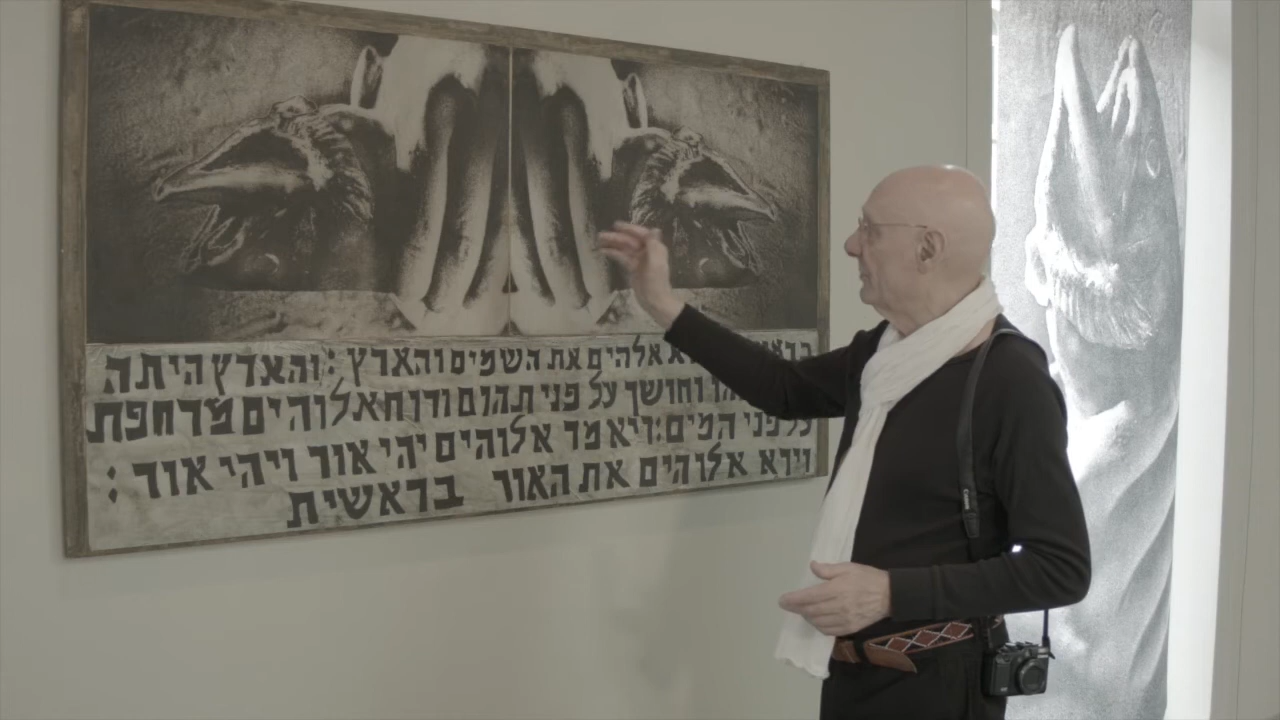 אלהים את השמים והארץ : והארץ היתה
וחושך על פני תהום ורוח אלוהים מרחפת
על פני המים : ויאמר אלוהים יהי אור ויהי אור :
וירא אלוהים את האור בראשית